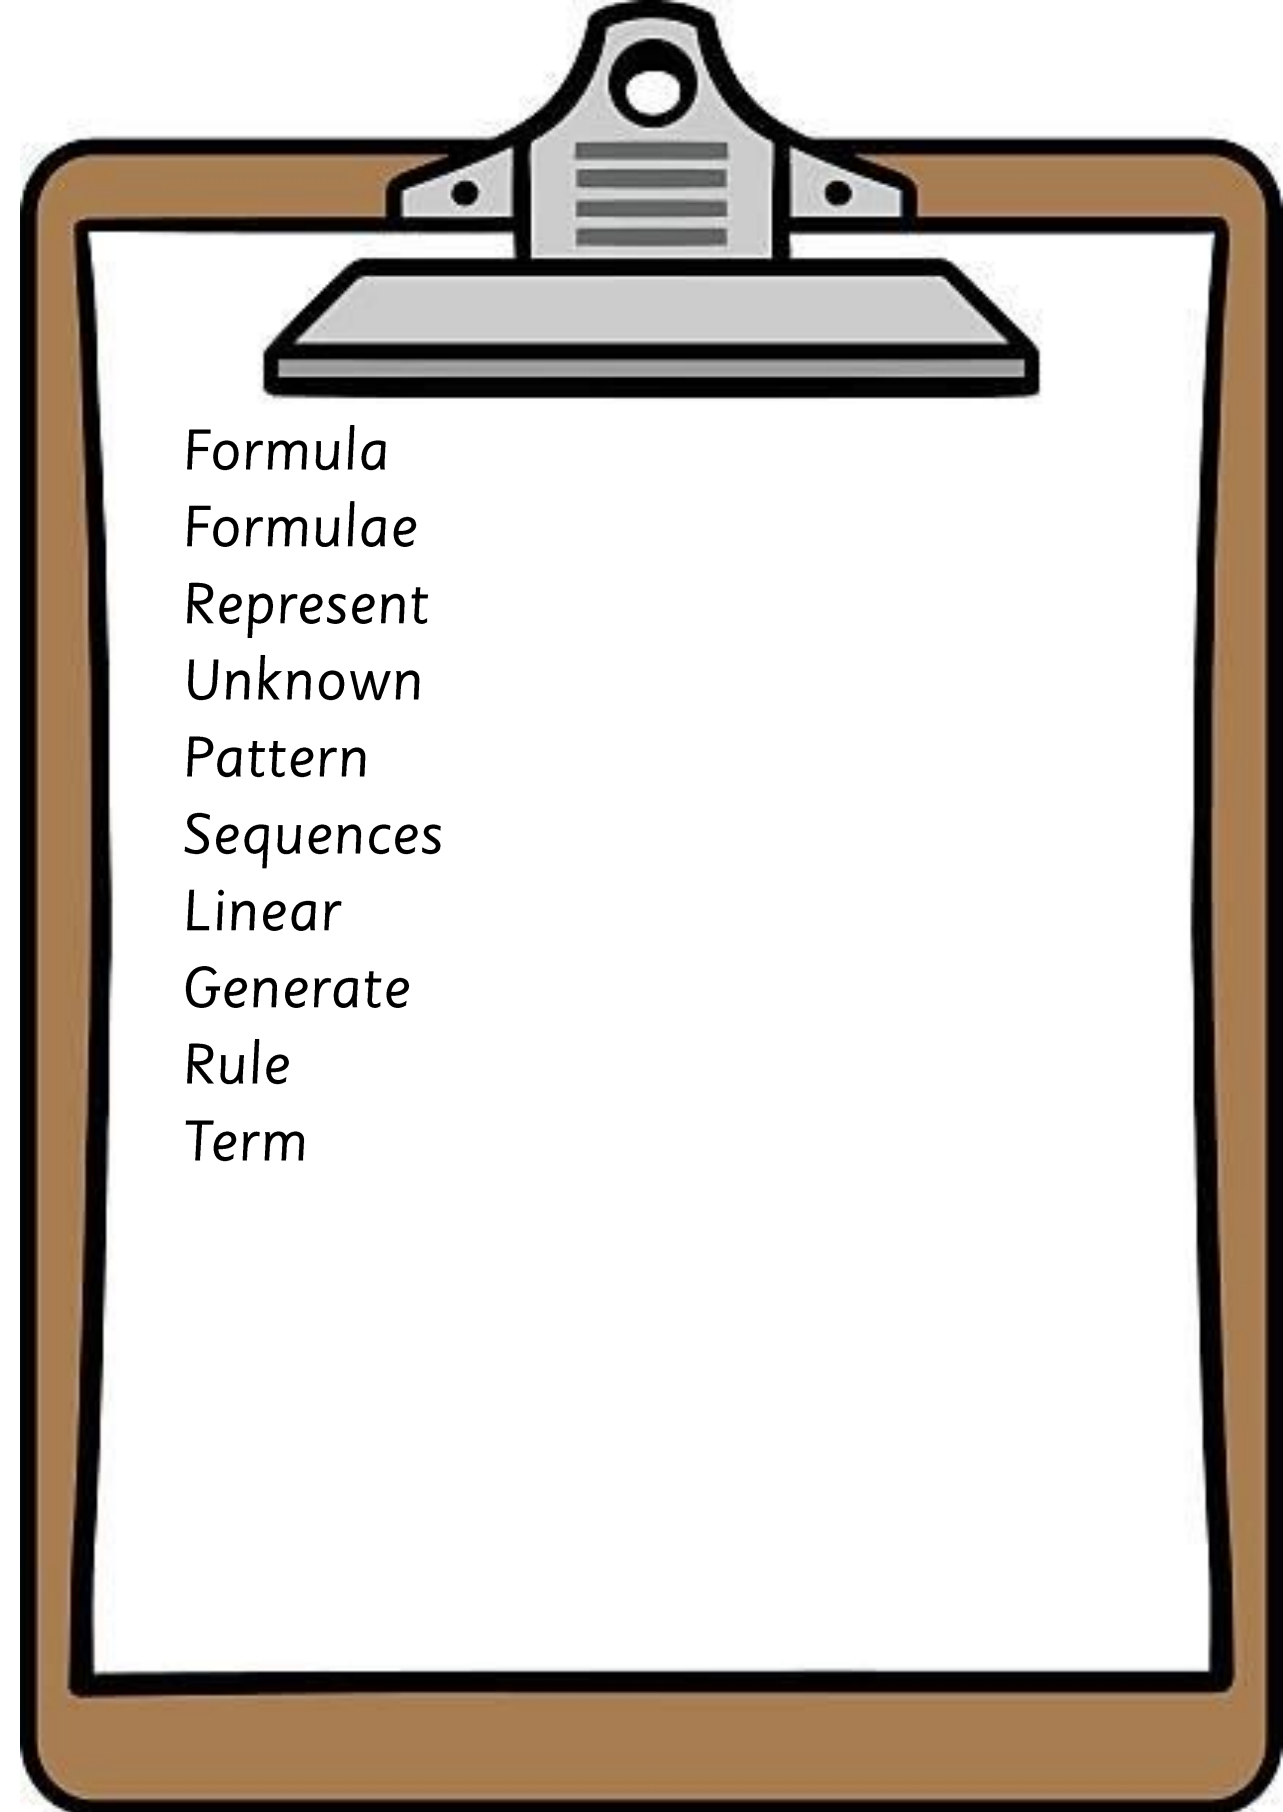 Formula
Formulae
Represent
Unknown
Pattern
Sequences
Linear
Generate
Rule
Term